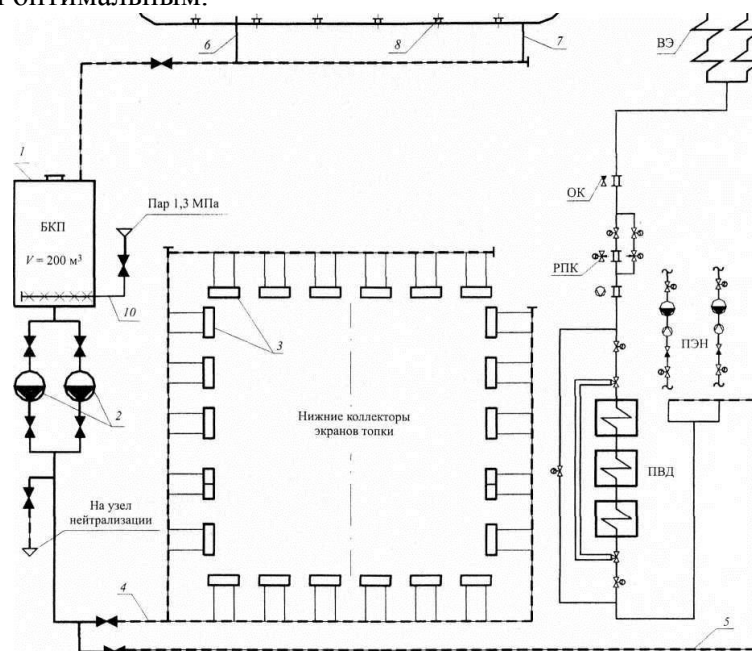 оптимальным.
6
8
7
ВЭ
1
Пар 1,3 МПа
ОК
БКП
V = 200 м³
РПК
10
3
ПЭН
2
Нижние коллекторы
экранов топки
ПВД
На узел
нейтрализации
4
5